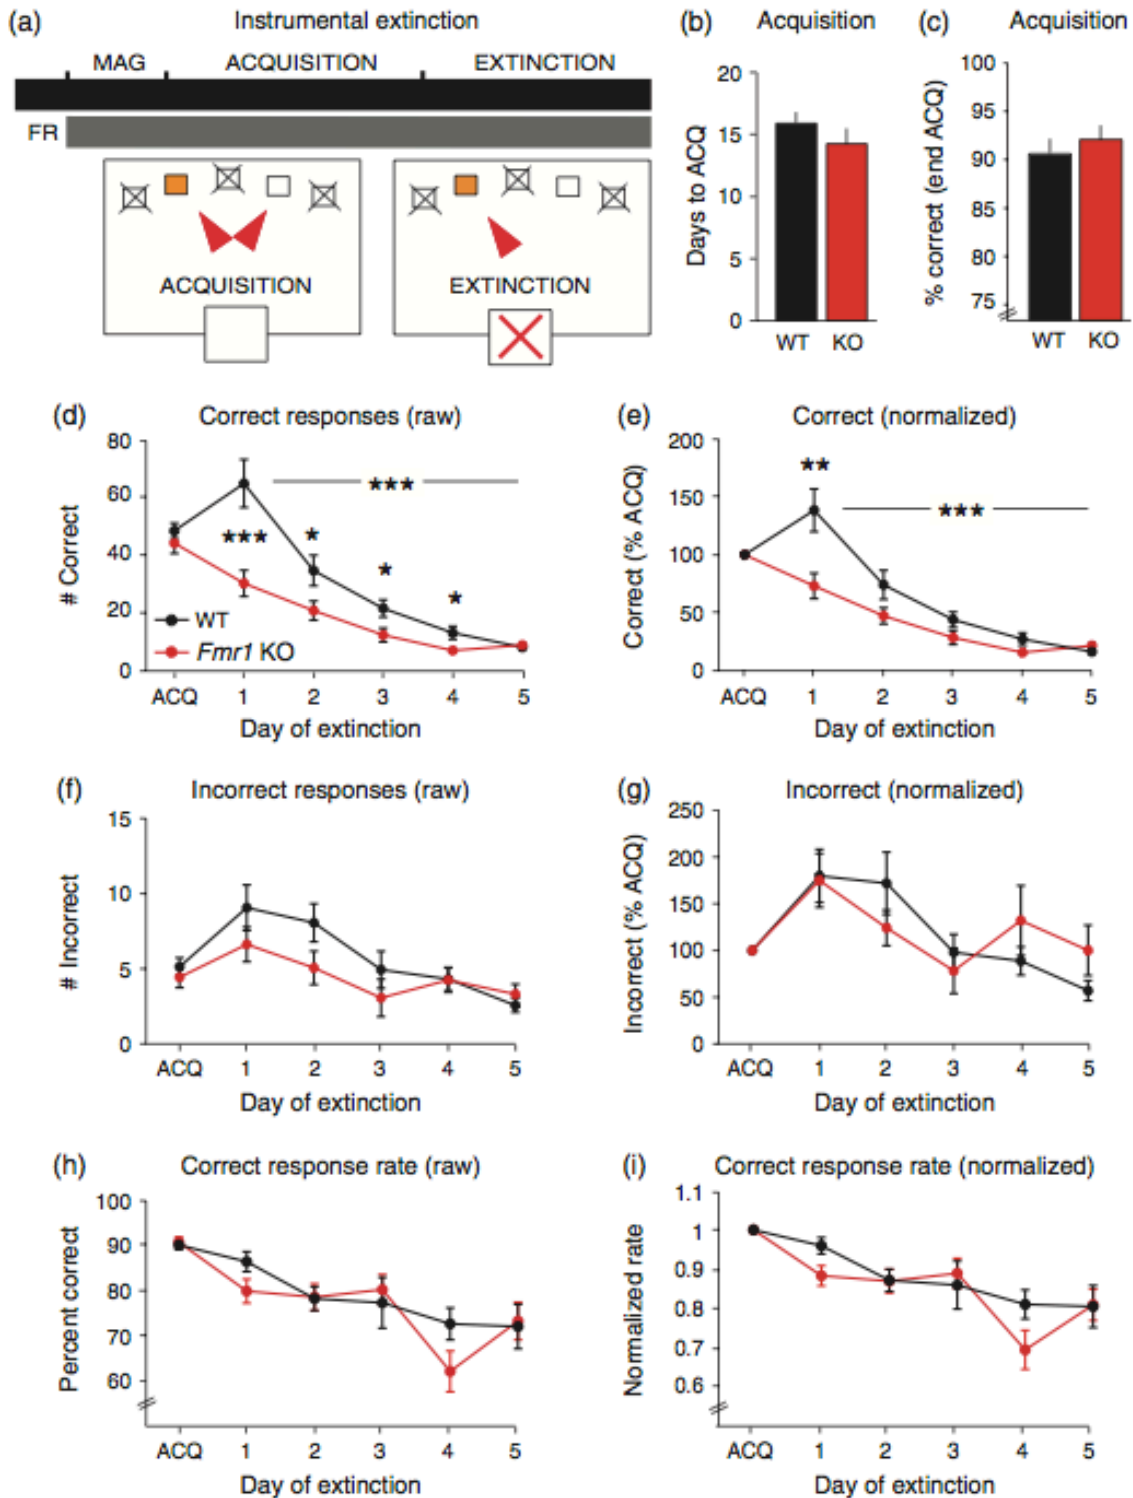 (a) Instrumental extinction
MAG ACQUISITION EXTINCTION
FR
ACQUISITION
EXTINCTION
(b) Acquisition
Days to ACQ
20
15
10
5
0
WT KO
(c) Acquisition
% correct (end ACQ)
100
95
90
85
80
75
WT KO
(d) Correct responses (raw)
# Correct
80
60
40
20
0
***
*** * * *
WT
Fmr1 KO
ACQ 1 2 3 4 5
Day of extinction
(e) Correct (normalized)
Correct (% ACQ)
200
150
100
50
0
**
***
ACQ 1 2 3 4 5
Day of extinction
(f) Incorrect responses (raw)
# Incorrect
15
10
5
0
ACQ 1 2 3 4 5
Day of extinction
(g) Incorrect (normalized)
Incorrect (% ACQ)
250
200
150
100
50
0
ACQ 1 2 3 4 5
Day of extinction
(h) Correct response rate (raw)
Percent correct
100
90
80
70
60
ACQ 1 2 3 4 5
Day of extinction
(i) Correct response rate (normalized)
Normalized rate
1.1
1
0.9
0.8
0.7
0.6
ACQ 1 2 3 4 5
Day of extinction